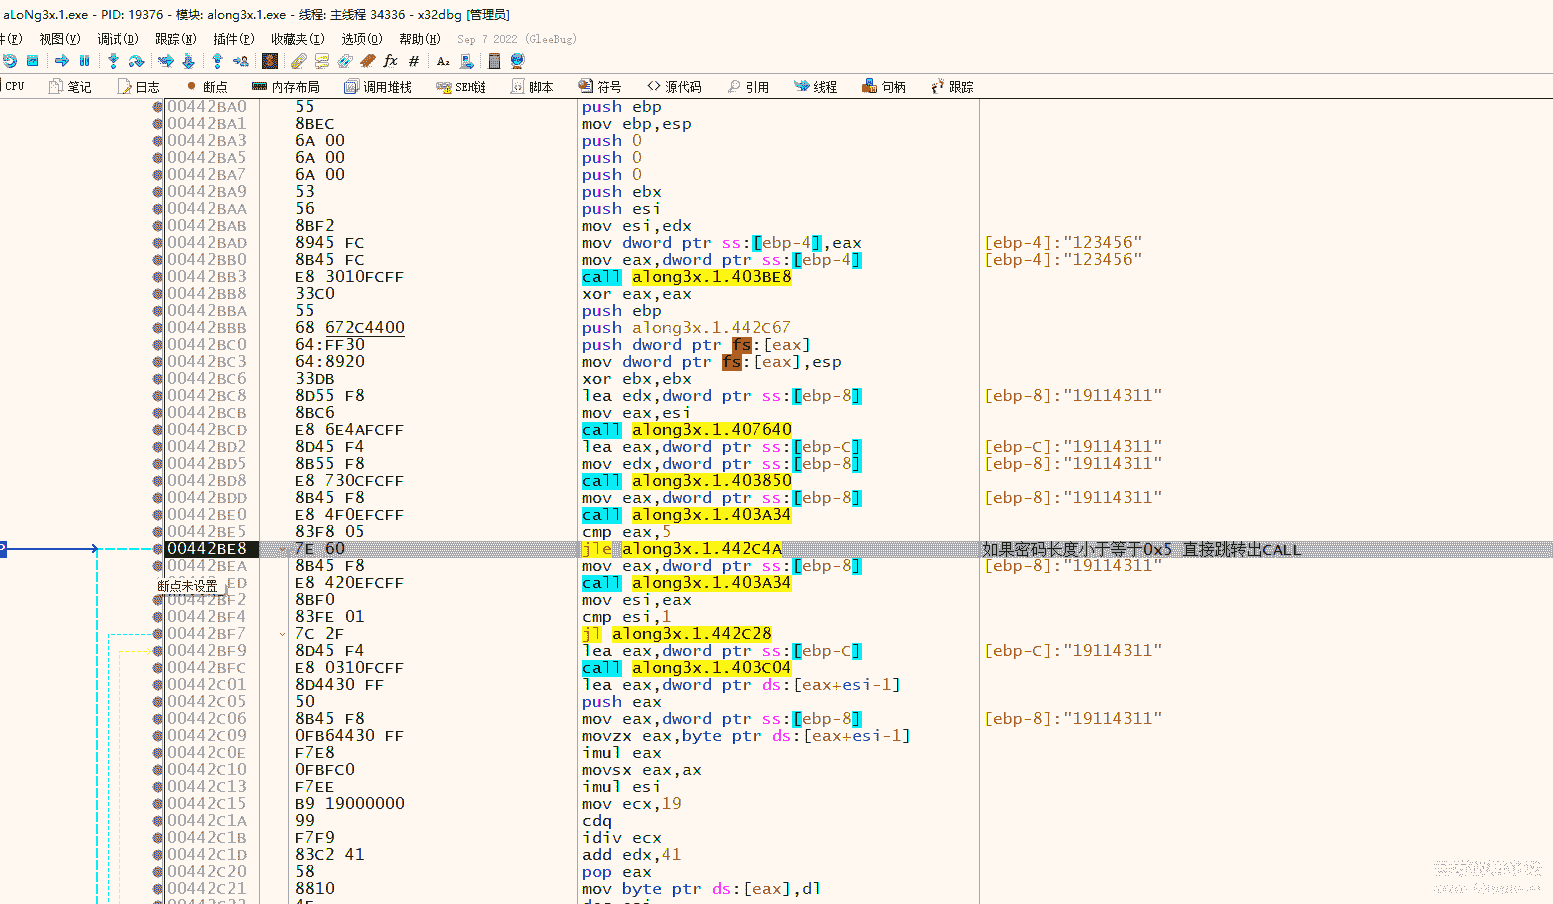 aLoNg3x.1.exe - PID: 19376 - 模块: along3x.1.exe - 线程: 主线程 34336 - x32dbg [管理员]
件(F) 视图(V) 调试(D) 跟踪(N) 插件(P) 收藏夹(I) 选项(O) 帮助(H) Sep 7 2022 (GleeBug)
fx # A₂
CPU 笔记 日志 断点 内存布局 调用堆栈 SEH链 脚本 符号 源代码 引用 线程 句柄 跟踪
00442BA0 55 push ebp
00442BA1 8BEC mov ebp,esp
00442BA3 6A 00 push 0
00442BA5 6A 00 push 0
00442BA7 6A 00 push 0
00442BA9 53 push ebx
00442BAA 56 push esi
00442BAB 8BF2 mov esi,edx
00442BAD 8945 FC mov dword ptr ss:[ebp-4],eax [ebp-4]:"123456"
00442BB0 8B45 FC mov eax,dword ptr ss:[ebp-4] [ebp-4]:"123456"
00442BB3 E8 3010FCFF call along3x.1.403BE8
00442BB8 33C0 xor eax,eax
00442BBA 55 push ebp
00442BBB 68 672C4400 push along3x.1.442C67
00442BC0 64:FF30 push dword ptr fs:[eax]
00442BC3 64:8920 mov dword ptr fs:[eax],esp
00442BC6 33DB xor ebx,ebx
00442BC8 8D55 F8 lea edx,dword ptr ss:[ebp-8] [ebp-8]:"19114311"
00442BCB 8BC6 mov eax,esi
00442BCD E8 6E4AFCFF call along3x.1.407640
00442BD2 8D45 F4 lea eax,dword ptr ss:[ebp-C] [ebp-C]:"19114311"
00442BD5 8B55 F8 mov edx,dword ptr ss:[ebp-8] [ebp-8]:"19114311"
00442BD8 E8 730CFCFF call along3x.1.403850
00442BDD 8B45 F8 mov eax,dword ptr ss:[ebp-8] [ebp-8]:"19114311"
00442BE0 E8 4F0EFCFF call along3x.1.403A34
00442BE5 83F8 05 cmp eax,5
00442BE8 7E 60 jle along3x.1.442C4A 如果密码长度小于等于0x5 直接跳转出CALL
00442BEA 8B45 F8 mov eax,dword ptr ss:[ebp-8] [ebp-8]:"19114311"
断点未设置 ED E8 420EFCFF call along3x.1.403A34
00442BF2 8BF0 mov esi,eax
00442BF4 83FE 01 cmp esi,1
00442BF7 7C 2F jl along3x.1.442C28
00442BF9 8D45 F4 lea eax,dword ptr ss:[ebp-C] [ebp-C]:"19114311"
00442BFC E8 0310FCFF call along3x.1.403C04
00442C01 8D4430 FF lea eax,dword ptr ds:[eax+esi-1]
00442C05 50 push eax
00442C06 8B45 F8 mov eax,dword ptr ss:[ebp-8] [ebp-8]:"19114311"
00442C09 0FB64430 FF movzx eax,byte ptr ds:[eax+esi-1]
00442C0E F7E8 imul eax
00442C10 0FBFC0 movsx eax,ax
00442C13 F7EE imul esi
00442C15 B9 19000000 mov ecx,19
00442C1A 99 cdq
00442C1B F7F9 idiv ecx
00442C1D 83C2 41 add edx,41
00442C20 58 pop eax
00442C21 8810 mov byte ptr ds:[eax],dl